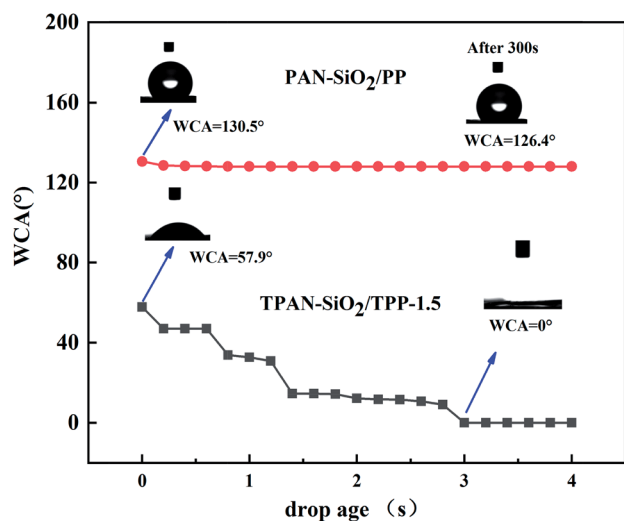 200
160
120
80
40
0
WCA(°)
PAN-SiO₂/PP
After 300s
WCA=130.5°
WCA=126.4°
WCA=57.9°
TPAN-SiO₂/TPP-1.5
WCA=0°
0 1 2 3 4
drop age （s）